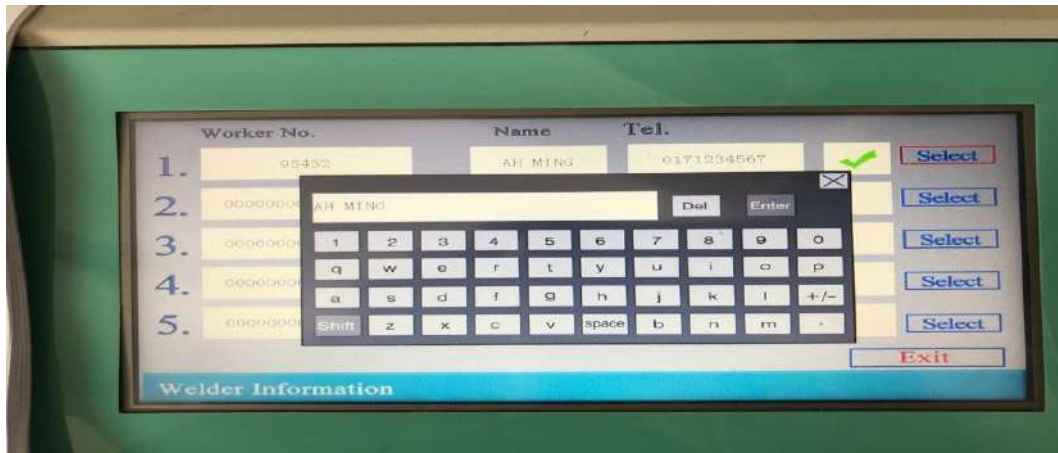 Worker No. Name Tel.
1. 95432 AH MING 0171234567 Select
2. Select
3. Select
4. Select
5. Select
AH MING Del Enter
1 2 3 4 5 6 7 8 9 0
q w e r t y u i o p
a s d f g h j k l +/-
Shift z x c v space b n m .
Exit
Welder Information